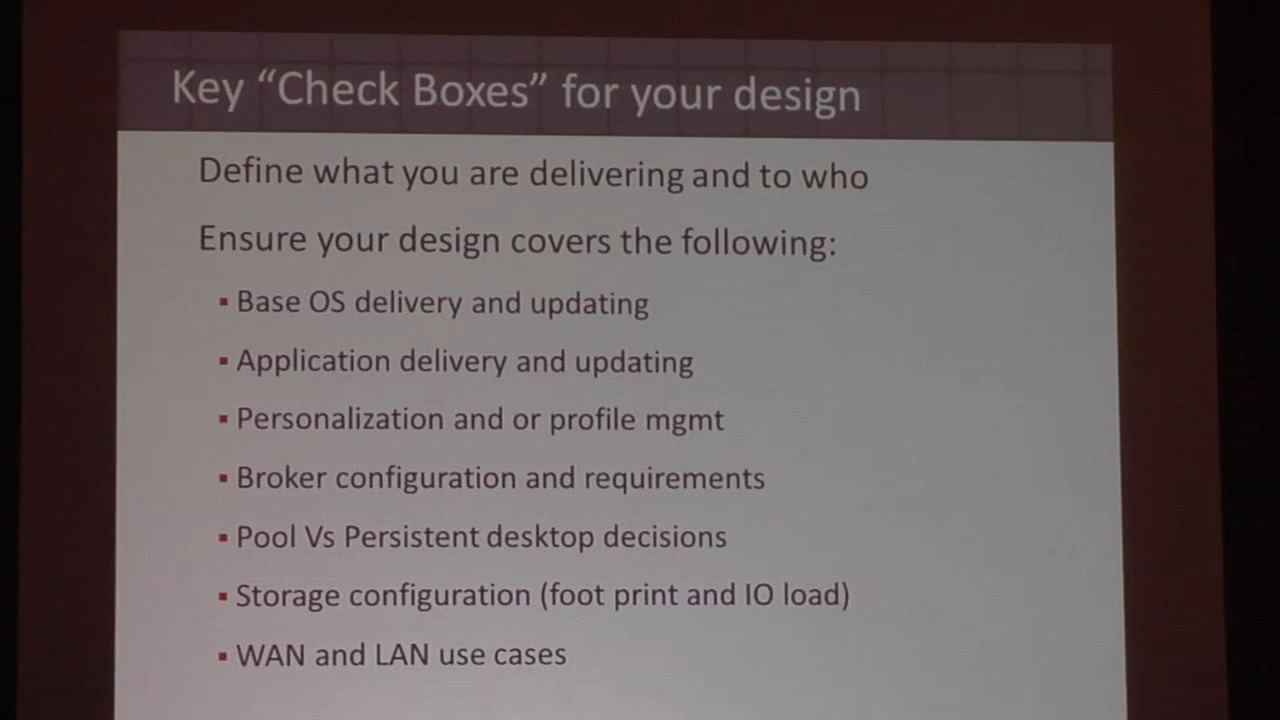 Key “Check Boxes” for your design
Define what you are delivering and to who
Ensure your design covers the following:
▪ Base OS delivery and updating
▪ Application delivery and updating
▪ Personalization and or profile mgmt
▪ Broker configuration and requirements
▪ Pool Vs Persistent desktop decisions
▪ Storage configuration (foot print and IO load)
▪ WAN and LAN use cases